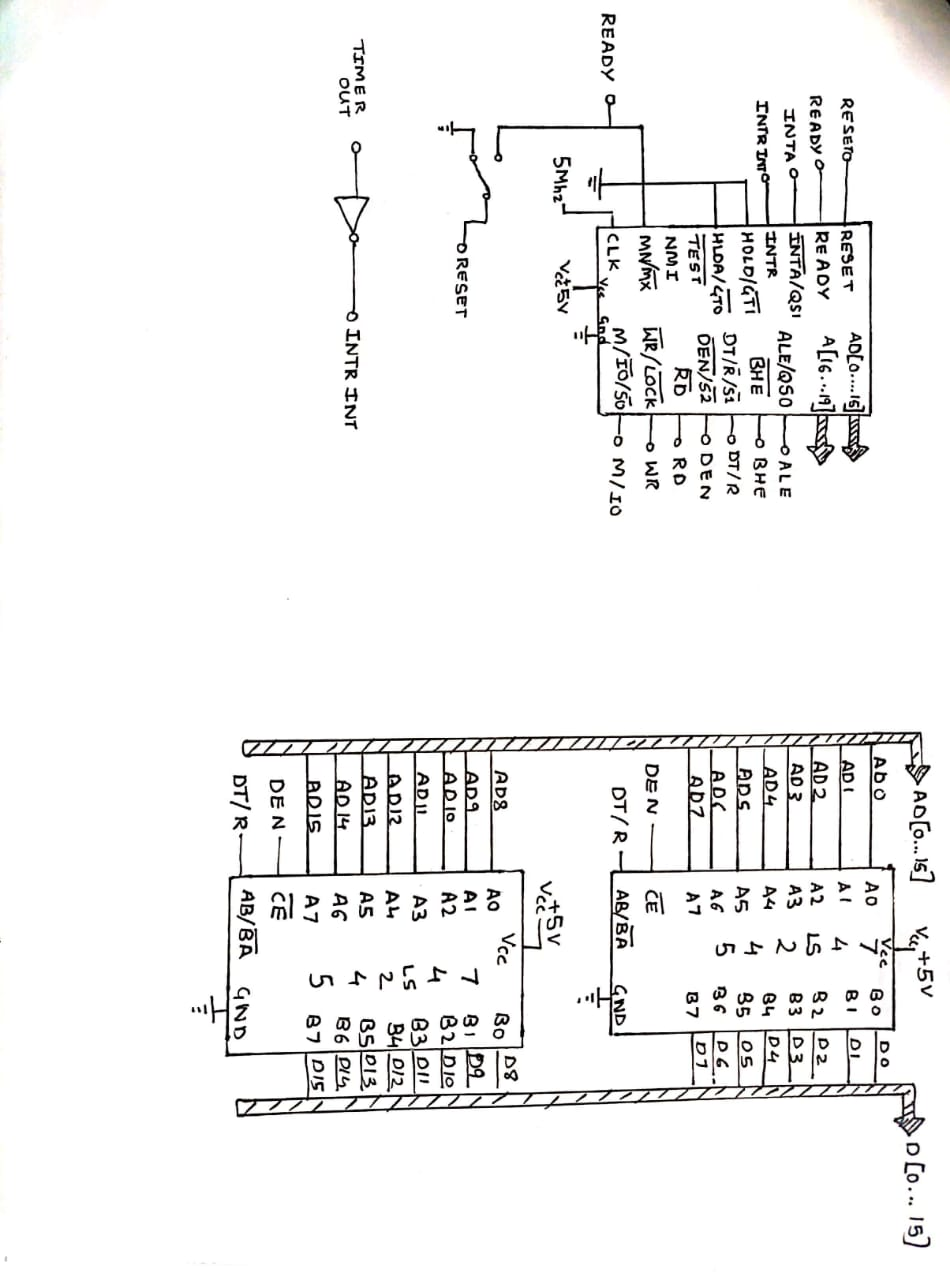 RESET
READY
INTA
INTR INT
READY
5Mhz
RESET
READY
INTA/QS1
INTR
HOLD/GT1
HLDA/GT0
TEST
NMI
MN/MX
CLK
AD[0.....15]
A[16...19]
ALE/QS0
BHE
DT/R/S1
DEN/S2
RD
WR/LOCK
M/IO/S0
Vcc
Gnd
Vcc +5V
ALE
BHE
DT/R
DEN
RD
WR
M/IO
RESET
TIMER
OUT
INTR INT
AD[0...15]
Vcc +5V
AD0
AD1
AD2
AD3
AD4
AD5
AD6
AD7
DEN
DT/R
A0 Vcc B0
A1 B1
A2 B2
A3 B3
A4 B4
A5 B5
A6 B6
A7 B7
CE
AB/BA GND
74LS245
D0
D1
D2
D3
D4
D5
D6
D7
D[0...15]
Vcc +5V
AD8
AD9
AD10
AD11
AD12
AD13
AD14
AD15
DEN
DT/R
A0 Vcc B0
A1 B1
A2 B2
A3 B3
A4 B4
A5 B5
A6 B6
A7 B7
CE
AB/BA GND
74LS245
D8
D9
D10
D11
D12
D13
D14
D15